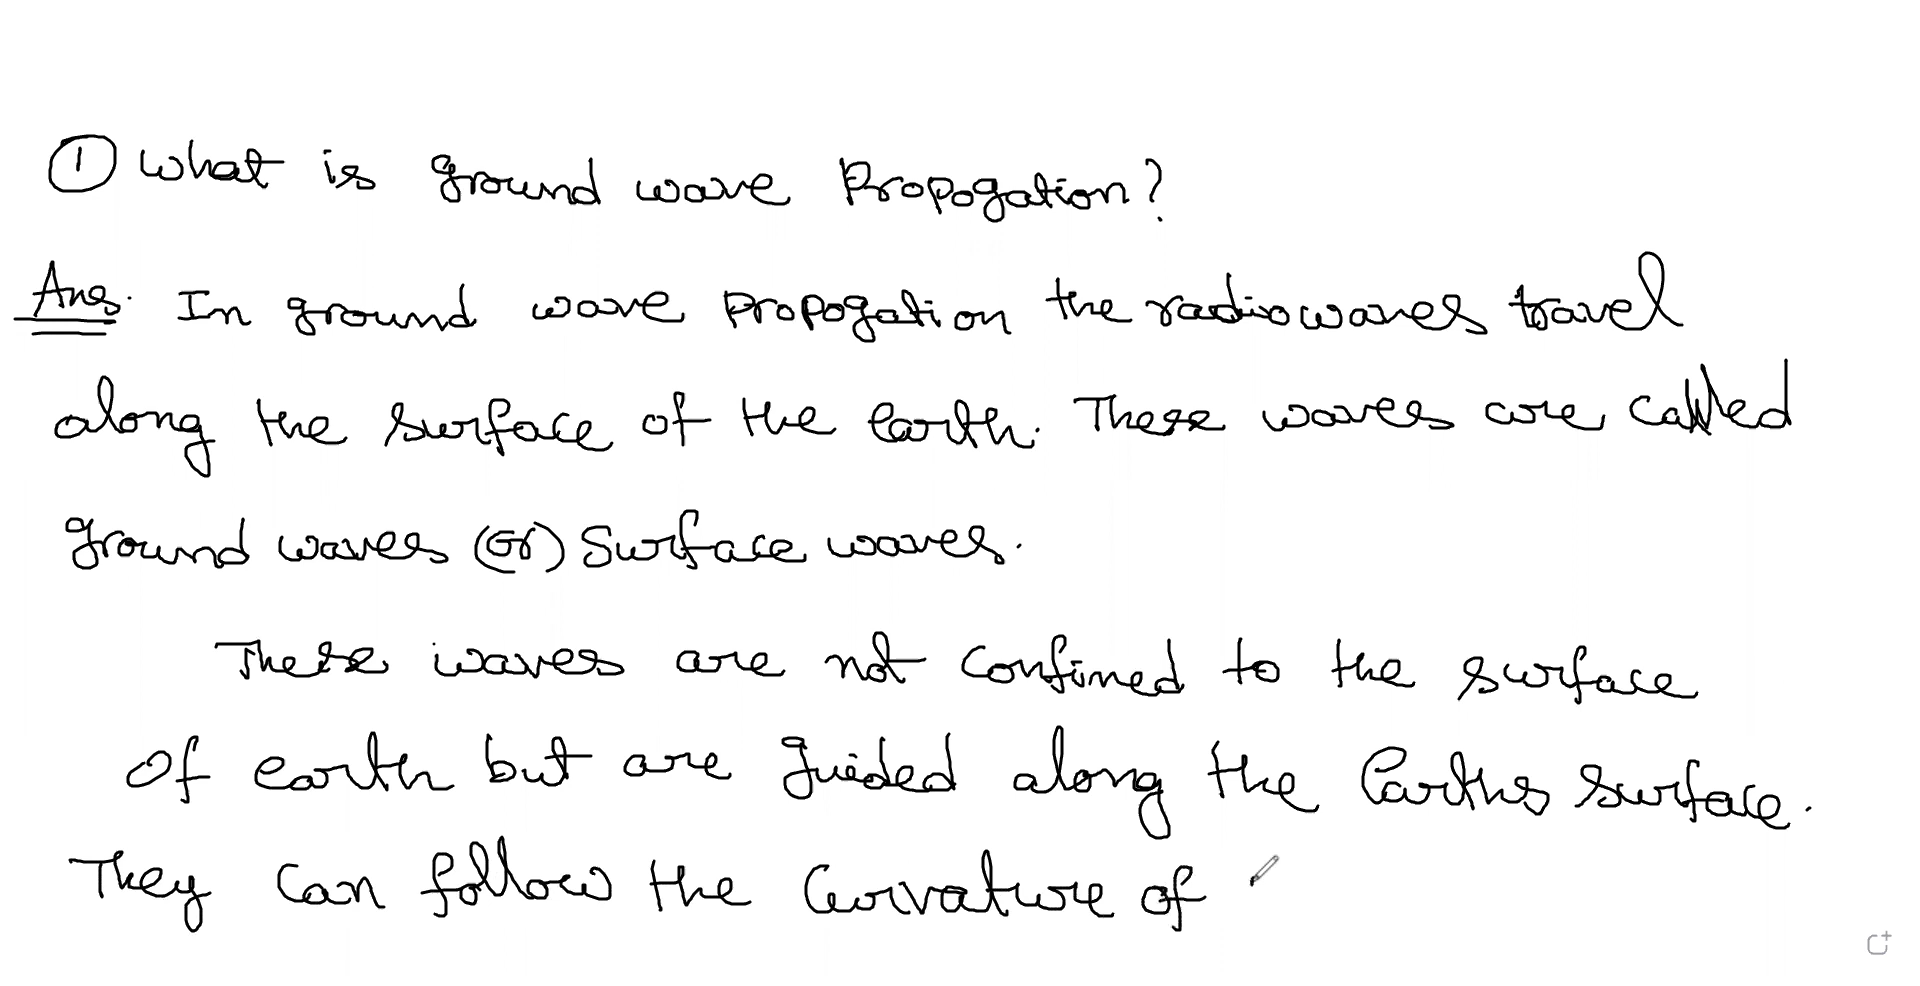 ① What is ground wave Propogation?
Ans. In ground wave propogation the radiowaves travel
along the surface of the earth. These waves are called
ground waves (or) Surface waves.
These waves are not confined to the surface
of earth but are guided along the Earths surface.
They can follow the Curvature of